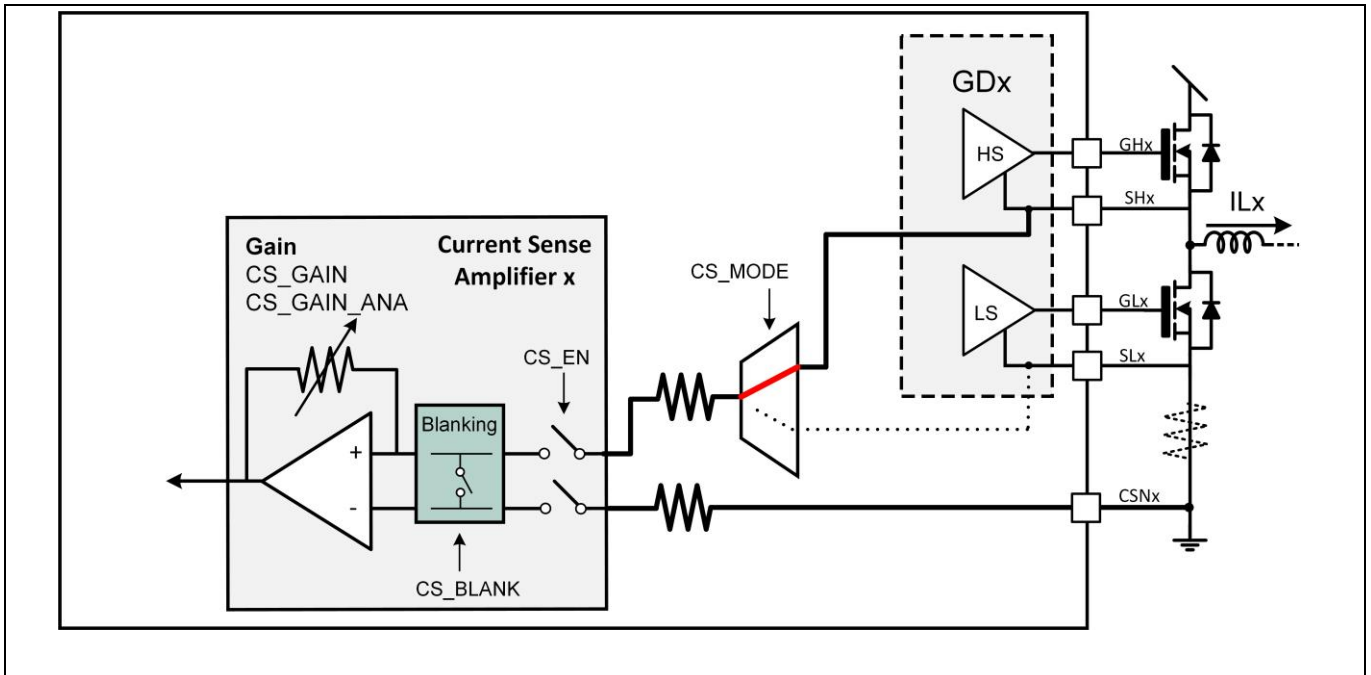 GDx
HS
GHx
SHx
ILx
Gain
CS_GAIN
CS_GAIN_ANA
Current Sense
Amplifier x
CS_MODE
LS
GLx
SLx
CS_EN
Blanking
+
-
CSNx
CS_BLANK